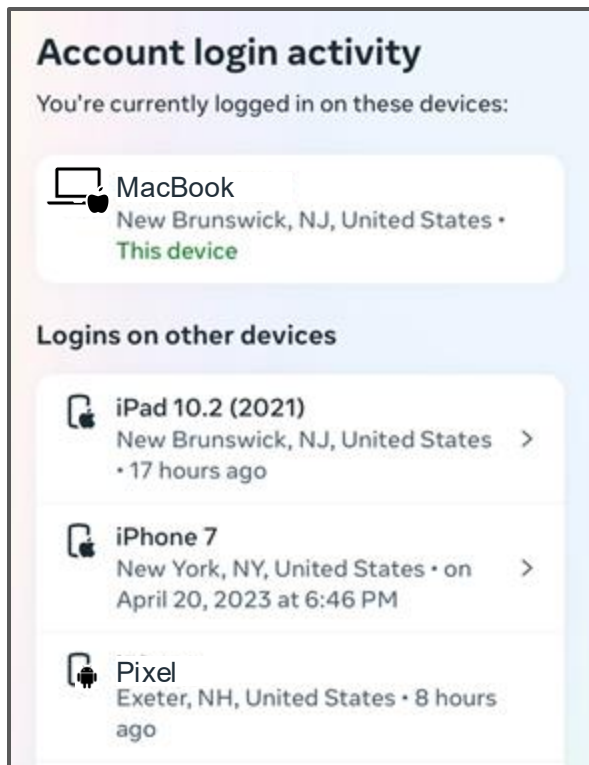 Account login activity
You're currently logged in on these devices:
MacBook
New Brunswick, NJ, United States •
This device
Logins on other devices
iPad 10.2 (2021)
New Brunswick, NJ, United States
• 17 hours ago
iPhone 7
New York, NY, United States • on
April 20, 2023 at 6:46 PM
Pixel
Exeter, NH, United States • 8 hours
ago